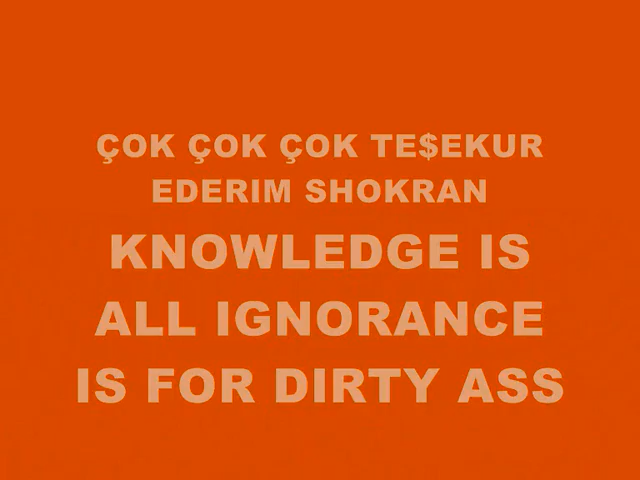 ÇOK ÇOK ÇOK TE$EKUR
EDERIM SHOKRAN
KNOWLEDGE IS
ALL IGNORANCE
IS FOR DIRTY ASS